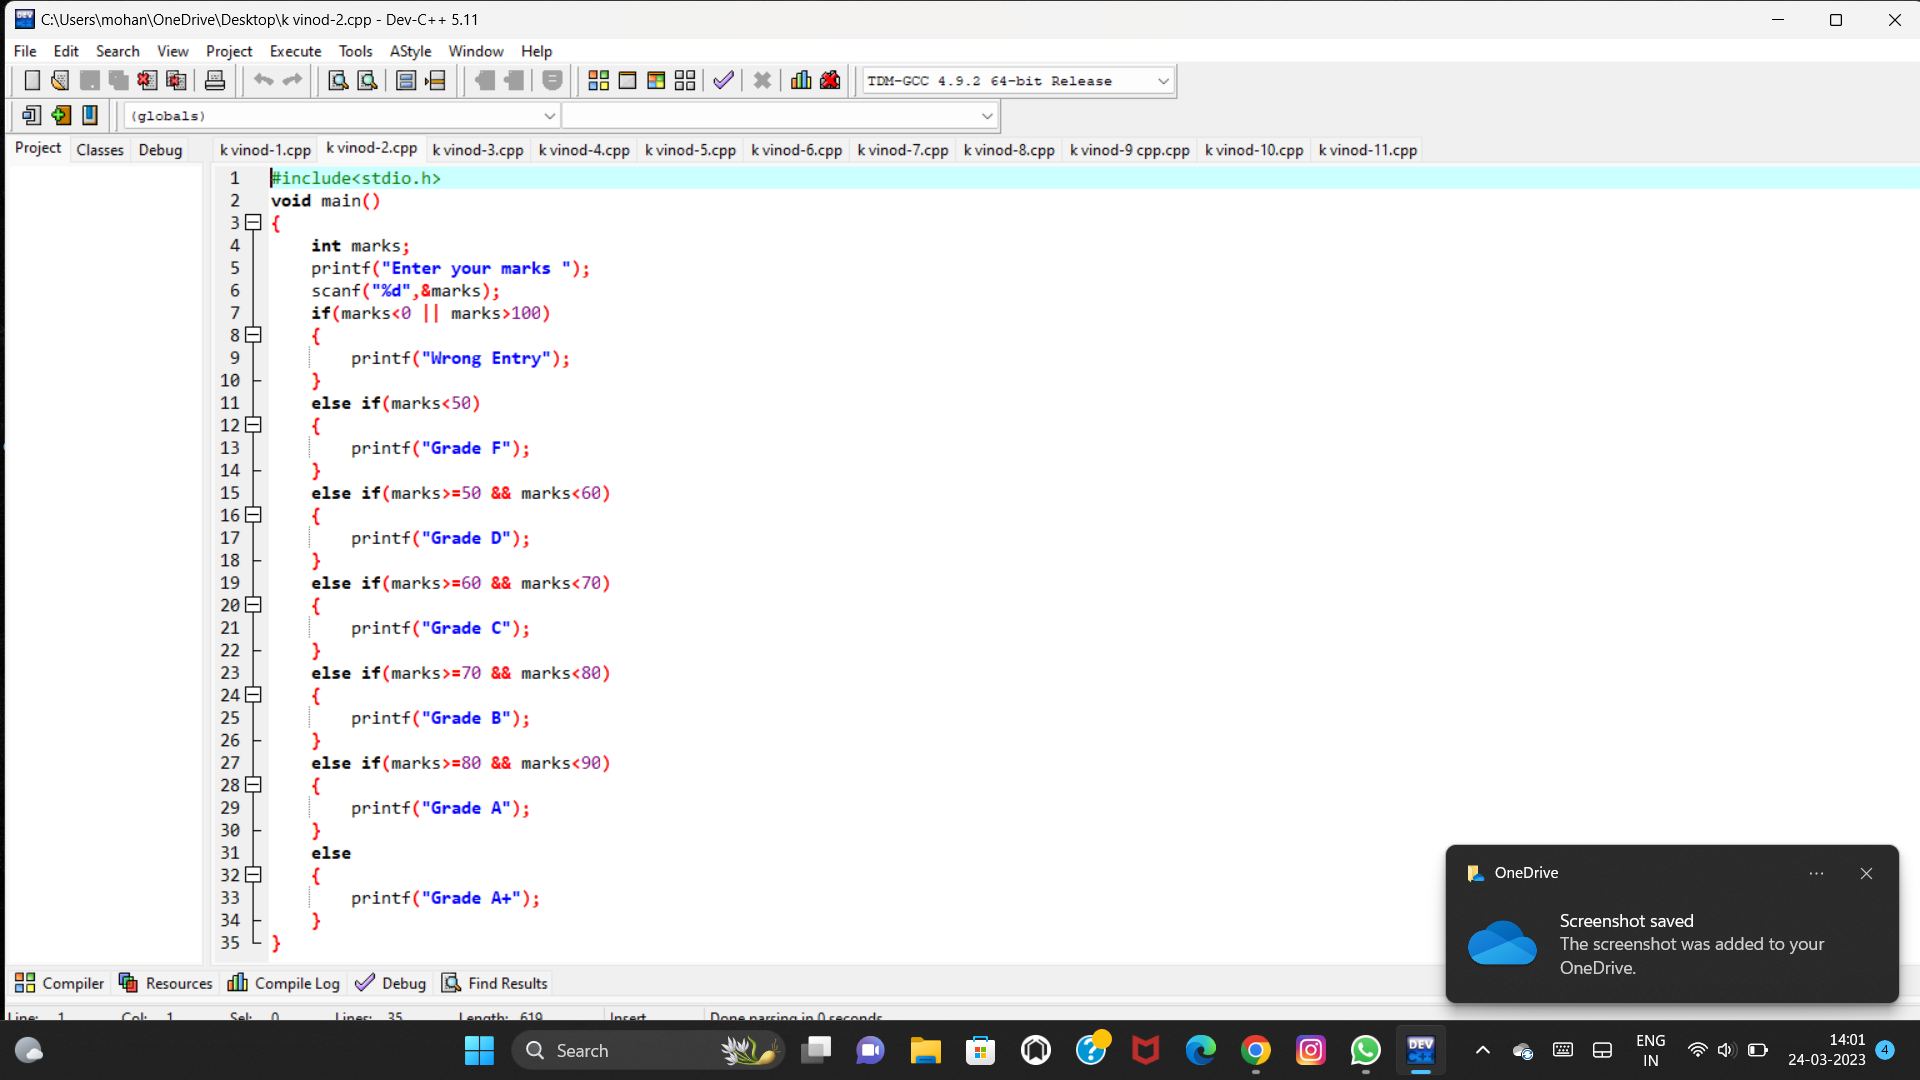 C:\Users\mohan\OneDrive\Desktop\k vinod-2.cpp - Dev-C++ 5.11
File Edit Search View Project Execute Tools AStyle Window Help
TDM-GCC 4.9.2 64-bit Release
(globals)
Project Classes Debug k vinod-1.cpp k vinod-2.cpp k vinod-3.cpp k vinod-4.cpp k vinod-5.cpp k vinod-6.cpp k vinod-7.cpp k vinod-8.cpp k vinod-9 cpp.cpp k vinod-10.cpp k vinod-11.cpp
1 #include<stdio.h>
2 void main()
3 {
4 int marks;
5 printf("Enter your marks ");
6 scanf("%d",&marks);
7 if(marks<0 || marks>100)
8 {
9 printf("Wrong Entry");
10 }
11 else if(marks<50)
12 {
13 printf("Grade F");
14 }
15 else if(marks>=50 && marks<60)
16 {
17 printf("Grade D");
18 }
19 else if(marks>=60 && marks<70)
20 {
21 printf("Grade C");
22 }
23 else if(marks>=70 && marks<80)
24 {
25 printf("Grade B");
26 }
27 else if(marks>=80 && marks<90)
28 {
29 printf("Grade A");
30 }
31 else
32 {
33 printf("Grade A+");
34 }
35 }
OneDrive
Screenshot saved
The screenshot was added to your
OneDrive.
Compiler Resources Compile Log Debug Find Results
Line: 1 Col: 1 Sel: 0 Lines: 35 Length: 619 Insert Done parsing in 0 seconds
Search
DEV
ENG
IN
14:01
24-03-2023
4